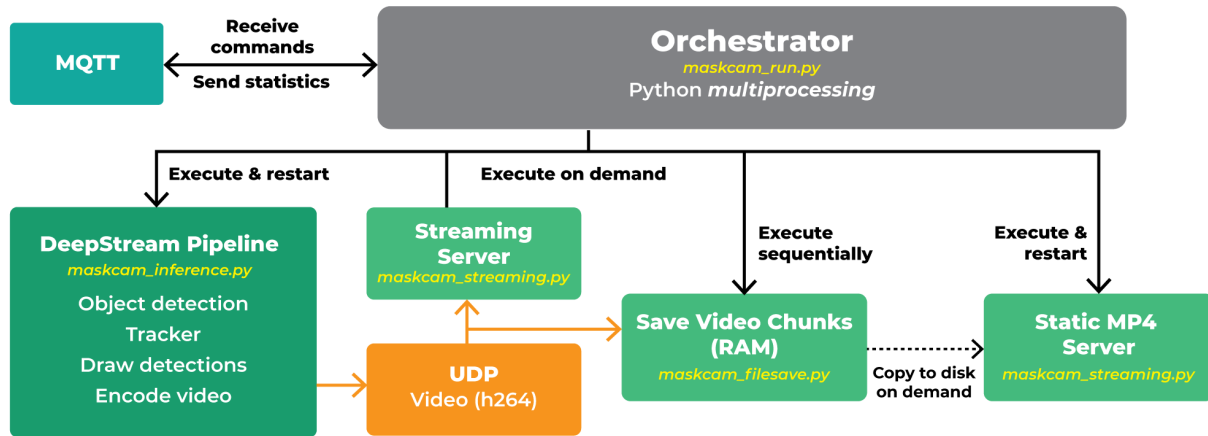 MQTT
Receive
commands
Send statistics
Orchestrator
maskcam_run.py
Python multiprocessing
Execute & restart
Execute on demand
DeepStream Pipeline
maskcam_inference.py
Object detection
Tracker
Draw detections
Encode video
Streaming
Server
maskcam_streaming.py
UDP
Video (h264)
Execute
sequentially
Save Video Chunks
(RAM)
maskcam_filesave.py
Copy to disk
on demand
Execute &
restart
Static MP4
Server
maskcam_streaming.py